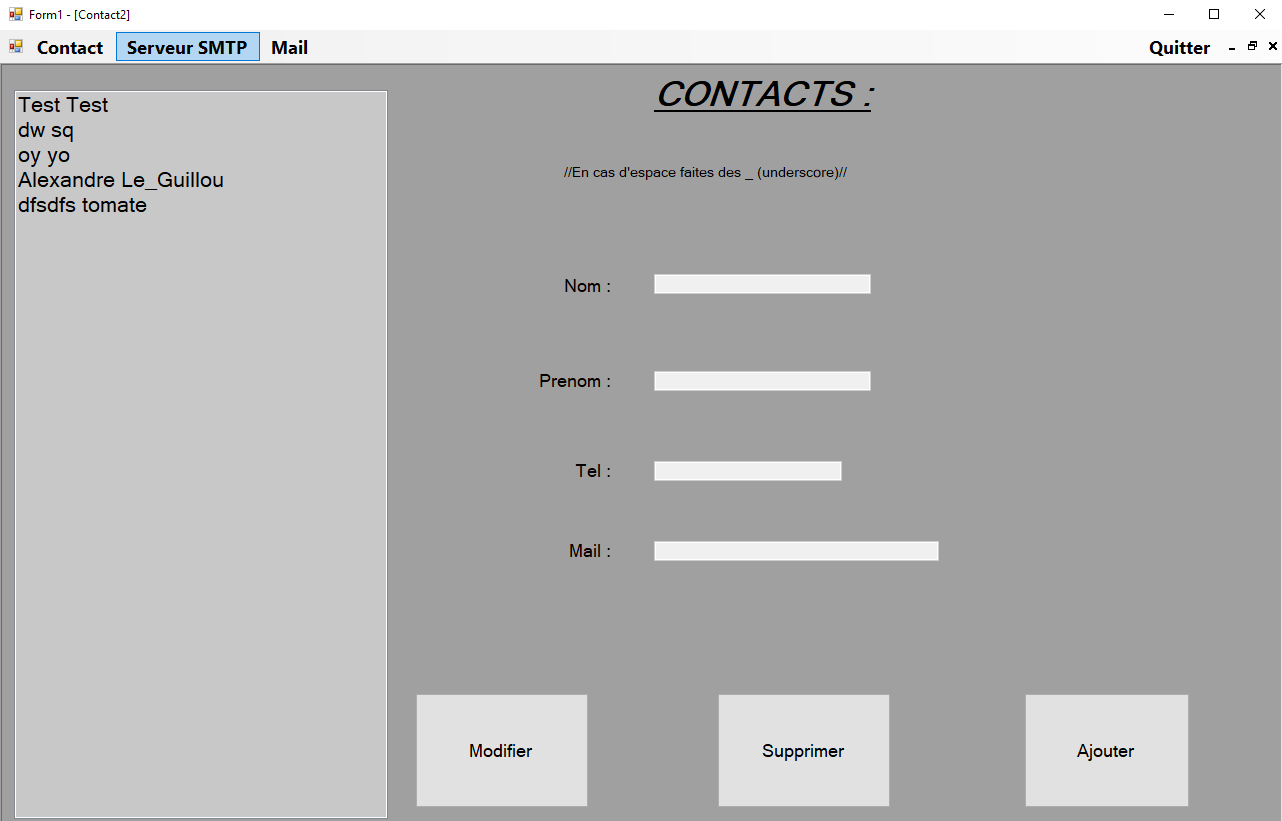 Form1 - [Contact2]
Contact Serveur SMTP Mail Quitter
CONTACTS :
Test Test
dw sq
oy yo
Alexandre Le_Guillou
dfsdfs tomate
//En cas d'espace faites des _ (underscore)//
Nom :
Prenom :
Tel :
Mail :
Modifier Supprimer Ajouter